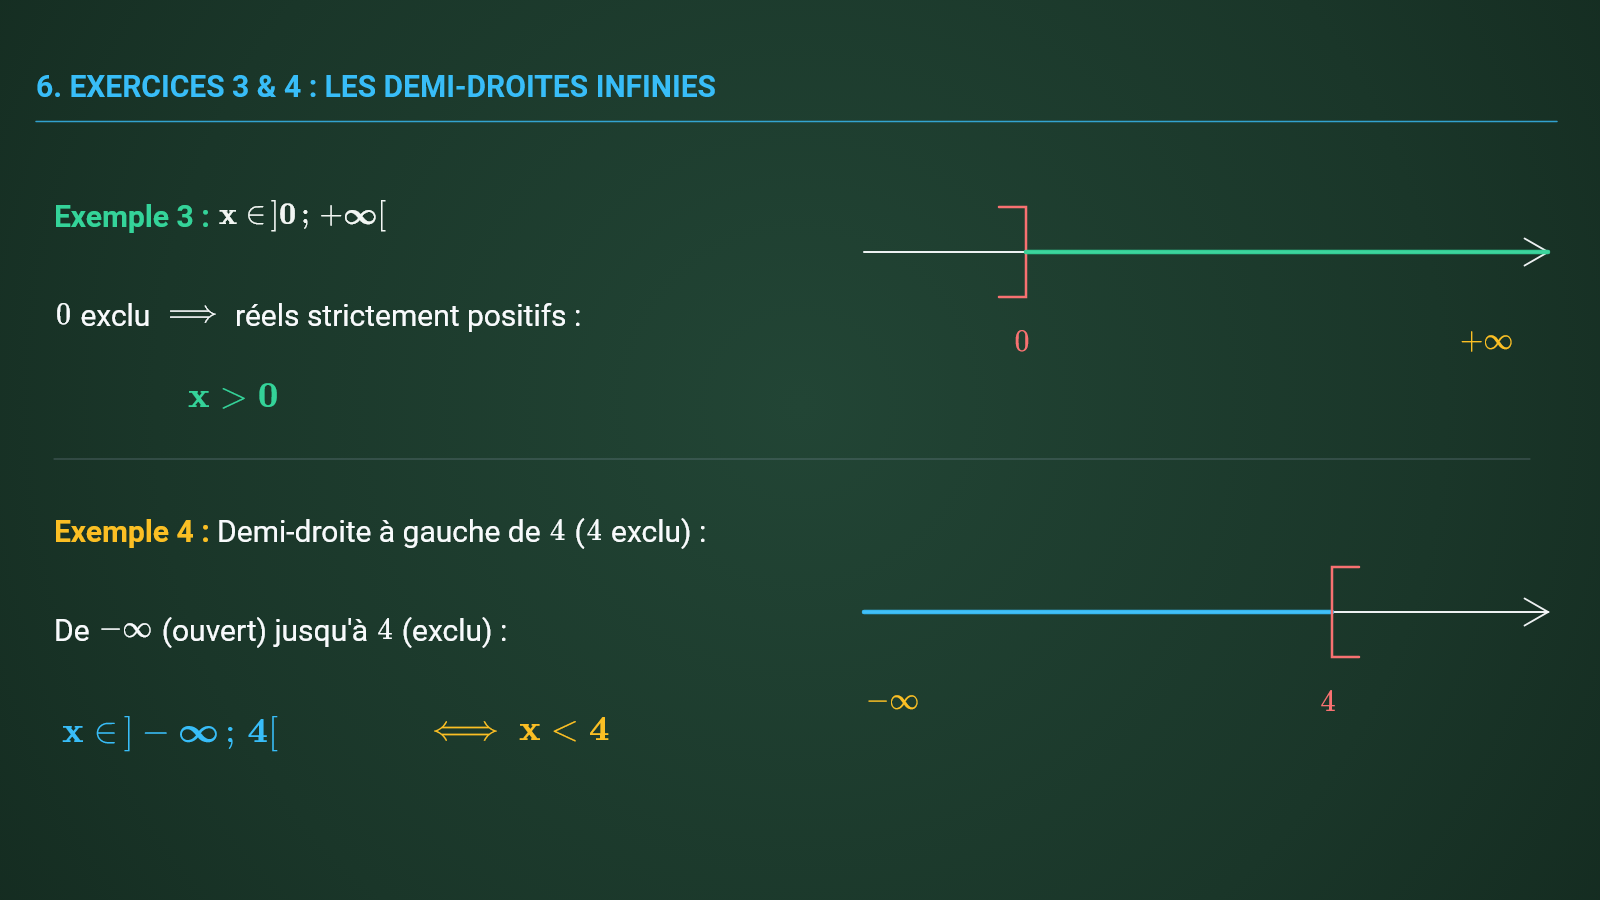 6. EXERCICES 3 & 4 : LES DEMI-DROITES INFINIES
Exemple 3 : x ∈ ]0 ; +∞[
0 exclu ⟹ réels strictement positifs :
x > 0
0
+∞
Exemple 4 : Demi-droite à gauche de 4 (4 exclu) :
De −∞ (ouvert) jusqu'à 4 (exclu) :
x ∈ ] − ∞ ; 4[ ⟺ x < 4
−∞
4